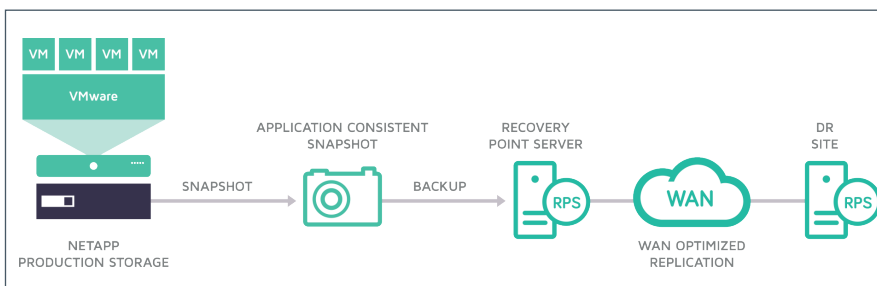 VM VM VM VM
VMware
NETAPP
PRODUCTION STORAGE
SNAPSHOT
APPLICATION CONSISTENT
SNAPSHOT
BACKUP
RECOVERY
POINT SERVER
RPS
WAN
WAN OPTIMIZED
REPLICATION
DR
SITE
RPS